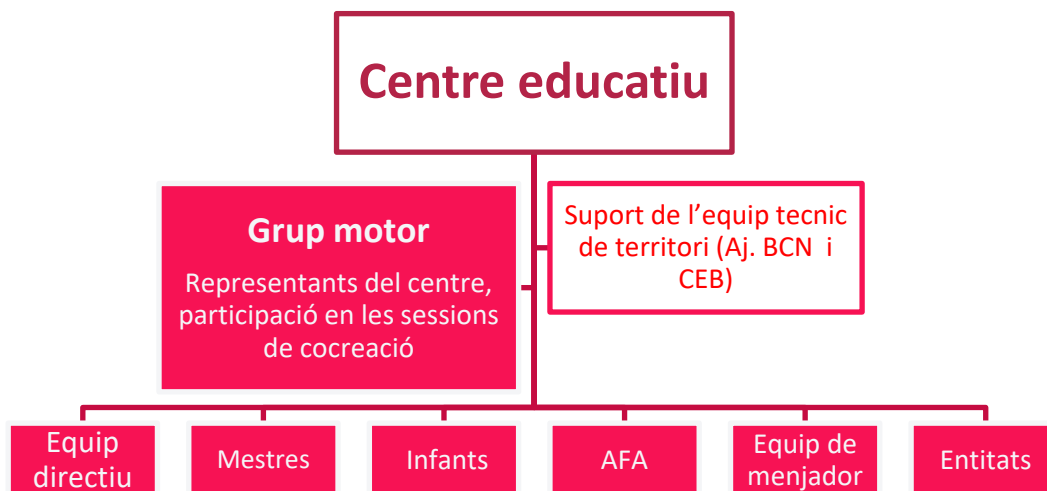 Centre educatiu
Grup motor
Representants del centre,
participació en les sessions
de cocreació
Suport de l’equip tecnic
de territori (Aj. BCN  i
CEB)
Equip
directiu
Mestres
Infants
AFA
Equip de
menjador
Entitats